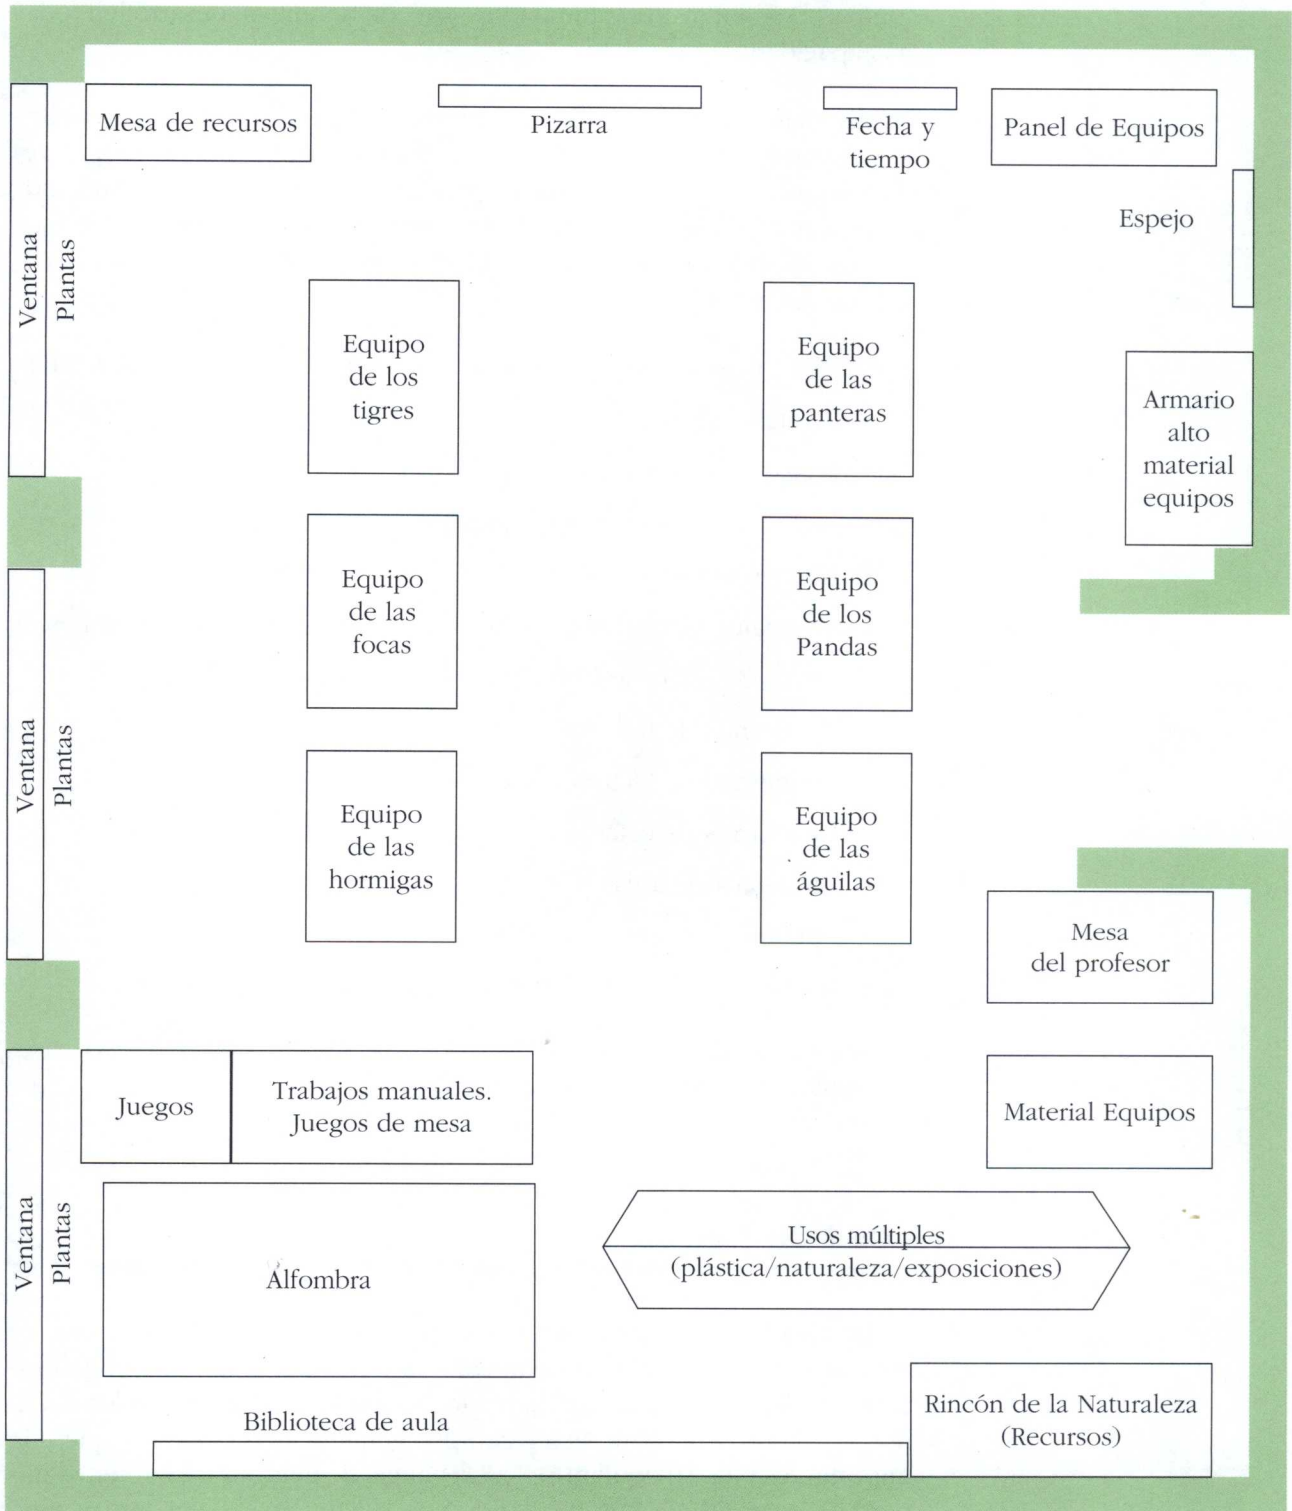 Mesa de recursos
Pizarra
Fecha y
tiempo
Panel de Equipos
Espejo
Ventana
Plantas
Equipo
de los
tigres
Equipo
de las
panteras
Armario
alto
material
equipos
Equipo
de las
focas
Equipo
de los
Pandas
Ventana
Plantas
Equipo
de las
hormigas
Equipo
de las
águilas
Mesa
del profesor
Juegos
Trabajos manuales.
Juegos de mesa
Material Equipos
Ventana
Plantas
Alfombra
Usos múltiples
(plástica/naturaleza/exposiciones)
Biblioteca de aula
Rincón de la Naturaleza
(Recursos)